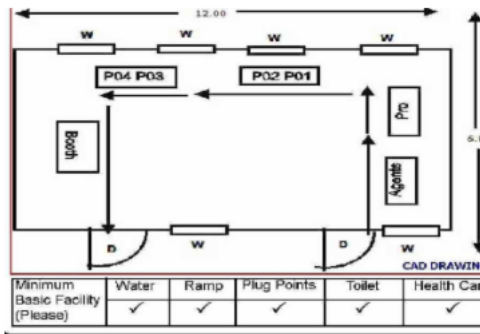 12.00
W W W W
P04 P03 P02 P01
Pro
Booth
Agents
D W D W
CAD DRAWIN
Minimum Basic Facility (Please) Water Ramp Plug Points Toilet Health Car
✓ ✓ ✓ ✓ ✓